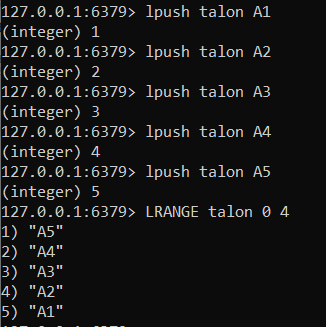 127.0.0.1:6379> lpush talon A1
(integer) 1
127.0.0.1:6379> lpush talon A2
(integer) 2
127.0.0.1:6379> lpush talon A3
(integer) 3
127.0.0.1:6379> lpush talon A4
(integer) 4
127.0.0.1:6379> lpush talon A5
(integer) 5
127.0.0.1:6379> LRANGE talon 0 4
1) "A5"
2) "A4"
3) "A3"
4) "A2"
5) "A1"